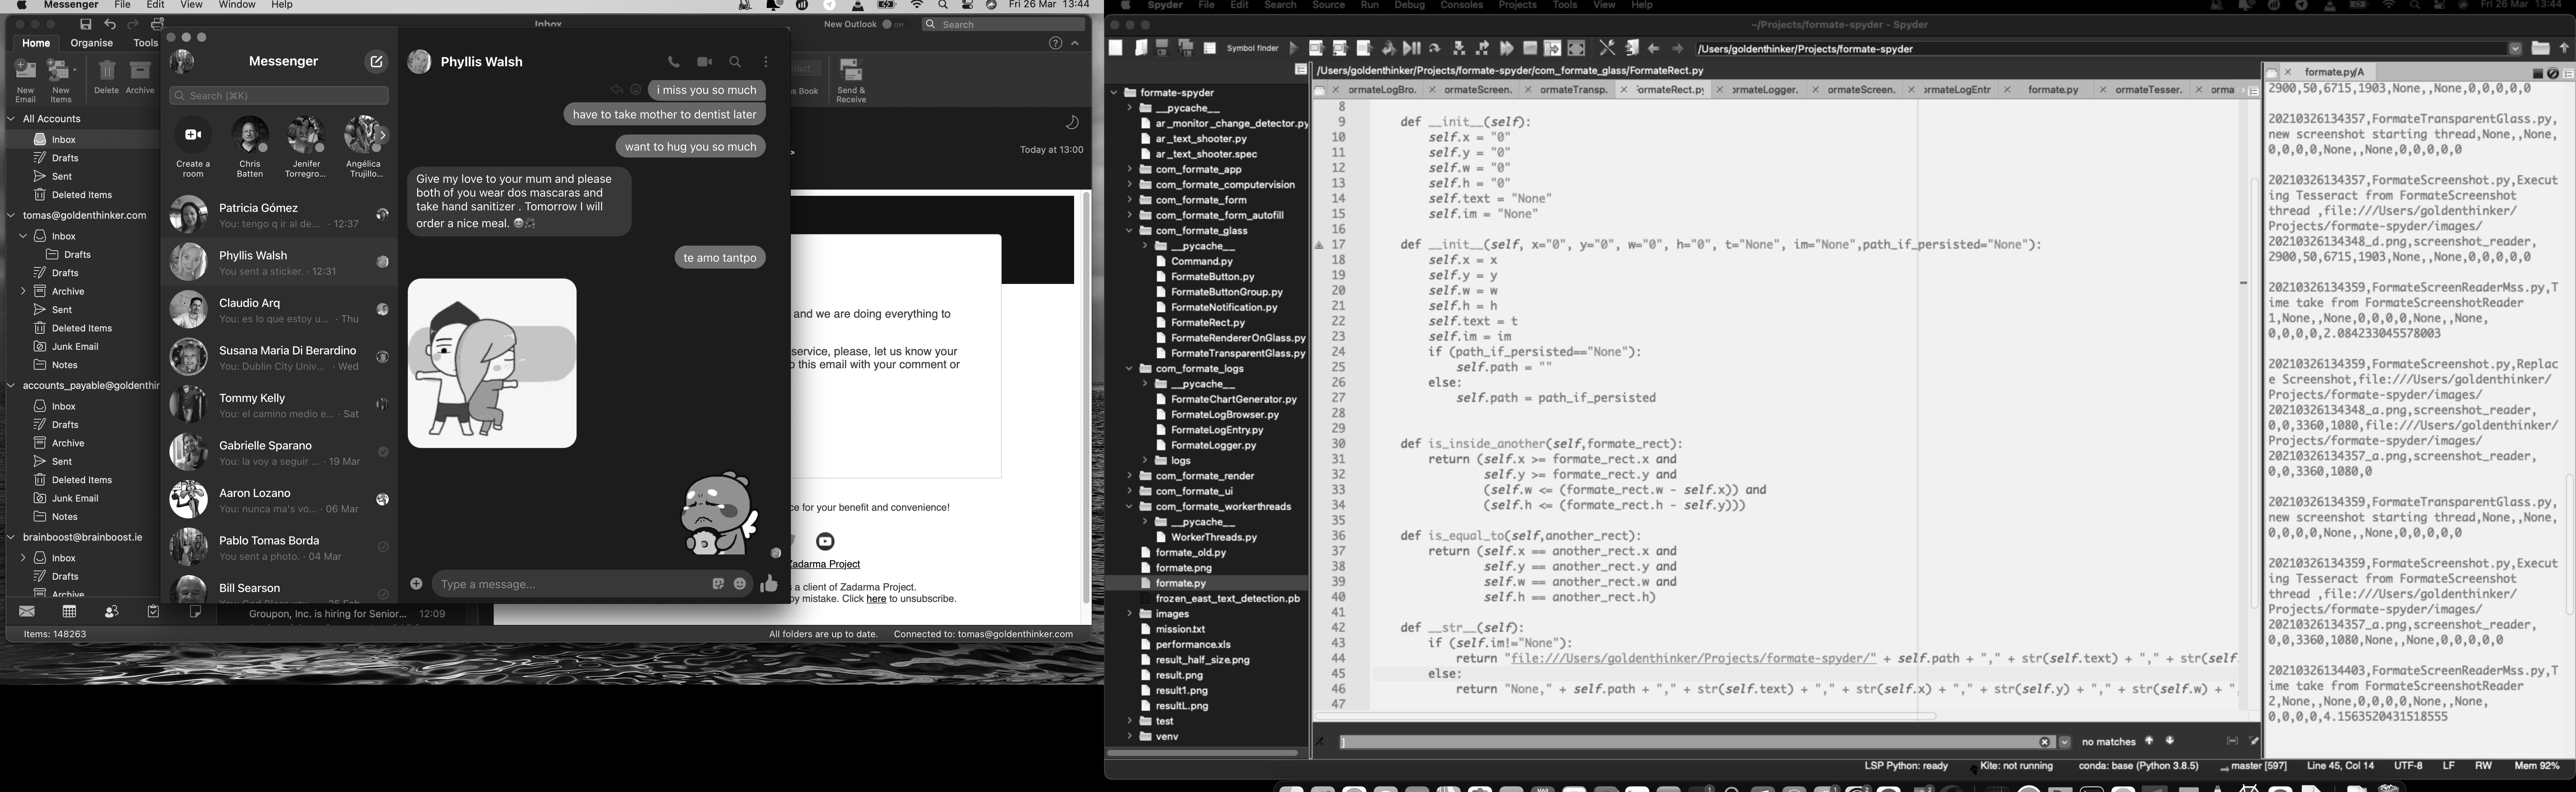 Messenger File Edit View Window Help
Fri 26 Mar 13:44
Inbox
New Outlook
Off
Search
Home Organise Tools
New Email
New Items
Delete
Archive
s Book
Send & Receive
All Accounts
Inbox
Drafts
Sent
Deleted Items
tomas@goldenthinker.com
Inbox
Drafts
Drafts
Archive
Sent
Deleted Items
Junk Email
Notes
accounts_payable@goldenthin
Inbox
Drafts
Archive
Sent
Deleted Items
Junk Email
Notes
brainboost@brainboost.ie
Inbox
Drafts
Archive
Items: 148263
Messenger
Search (⌘K)
Create a room
Chris Batten
Jenifer Torregro...
Angélica Trujillo...
Patricia Gómez
You: tengo q ir al de... · 12:37
Phyllis Walsh
You sent a sticker. · 12:31
Claudio Arq
You: es lo que estoy u... · Thu
Susana Maria Di Berardino
You: Dublin City Univ... · Wed
Tommy Kelly
You: el camino medio e... · Sat
Gabrielle Sparano
You: la voy a seguir ... · 19 Mar
Aaron Lozano
You: nunca ma's vo... · 06 Mar
Pablo Tomas Borda
You sent a photo. · 04 Mar
Bill Searson
Phyllis Walsh
i miss you so much
have to take mother to dentist later
want to hug you so much
Give my love to your mum and please
both of you wear dos mascaras and
take hand sanitizer . Tomorrow I will
order a nice meal.
te amo tantpo
Type a message...
Today at 13:00
and we are doing everything to
service, please, let us know your
this email with your comment or
ce for your benefit and convenience!
Zadarma Project
a client of Zadarma Project.
by mistake. Click here to unsubscribe.
Groupon, Inc. is hiring for Senior... 12:09
All folders are up to date. Connected to: tomas@goldenthinker.com
Spyder File Edit Search Source Run Debug Consoles Projects Tools View Help
Fri 26 Mar 13:44
~/Projects/formate-spyder - Spyder
Symbol finder
/Users/goldenthinker/Projects/formate-spyder
/Users/goldenthinker/Projects/formate-spyder/com_formate_glass/FormateRect.py
ormateLogBro. ormateScreen. ormateTransp. ormateRect.py ormateLogger. ormateScreen. ormateLogEntr formate.py ormateTesser. orma
formate-spyder
__pycache__
ar_monitor_change_detector.py
ar_text_shooter.py
ar_text_shooter.spec
com_formate_app
com_formate_computervision
com_formate_form
com_formate_form_autofill
com_formate_glass
__pycache__
Command.py
FormateButton.py
FormateButtonGroup.py
FormateNotification.py
FormateRect.py
FormateRendererOnGlass.py
FormateTransparentGlass.py
com_formate_logs
__pycache__
FormateChartGenerator.py
FormateLogBrowser.py
FormateLogEntry.py
FormateLogger.py
logs
com_formate_render
com_formate_ui
com_formate_workerthreads
__pycache__
WorkerThreads.py
formate_old.py
formate.png
formate.py
frozen_east_text_detection.pb
images
mission.txt
performance.xls
result_half_size.png
result.png
result1.png
resultL.png
test
venv
8
9 def __init__(self):
10 self.x = "0"
11 self.y = "0"
12 self.w = "0"
13 self.h = "0"
14 self.text = "None"
15 self.im = "None"
16
17 def __init__(self, x="0", y="0", w="0", h="0", t="None", im="None",path_if_persisted="None"):
18 self.x = x
19 self.y = y
20 self.w = w
21 self.h = h
22 self.text = t
23 self.im = im
24 if (path_if_persisted=="None"):
25 self.path = ""
26 else:
27 self.path = path_if_persisted
28
29
30 def is_inside_another(self,formate_rect):
31 return (self.x >= formate_rect.x and
32 self.y >= formate_rect.y and
33 (self.w <= (formate_rect.w - self.x)) and
34 (self.h <= (formate_rect.h - self.y)))
35
36 def is_equal_to(self,another_rect):
37 return (self.x == another_rect.x and
38 self.y == another_rect.y and
39 self.w == another_rect.w and
40 self.h == another_rect.h)
41
42 def __str__(self):
43 if (self.im!="None"):
44 return "file:///Users/goldenthinker/Projects/formate-spyder/" + self.path + "," + str(self.text) + "," + str(self.
45 else:
46 return "None," + self.path + "," + str(self.text) + "," + str(self.x) + "," + str(self.y) + "," + str(self.w) + ",
47
]
no matches
formate.py/A
2900,50,6715,1903,None,,None,0,0,0,0,0
20210326134357,FormateTransparentGlass.py,
new screenshot starting thread,None,,None,
0,0,0,0,None,,None,0,0,0,0,0
20210326134357,FormateScreenshot.py,Execut
ing Tesseract from FormateScreenshot
thread ,file:///Users/goldenthinker/
Projects/formate-spyder/images/
20210326134348_d.png,screenshot_reader,
2900,50,6715,1903,None,,None,0,0,0,0,0
20210326134359,FormateScreenReaderMss.py,T
ime take from FormateScreenshotReader
1,None,,None,0,0,0,0,None,,None,
0,0,0,0,2.084233045578003
20210326134359,FormateScreenshot.py,Replac
e Screenshot,file:///Users/goldenthinker/
Projects/formate-spyder/images/
20210326134348_a.png,screenshot_reader,
0,0,3360,1080,file:///Users/goldenthinker/
Projects/formate-spyder/images/
20210326134357_a.png,screenshot_reader,
0,0,3360,1080,0
20210326134359,FormateTransparentGlass.py,
new screenshot starting thread,None,,None,
0,0,0,0,None,,None,0,0,0,0,0
20210326134359,FormateScreenshot.py,Execut
ing Tesseract from FormateScreenshot
thread ,file:///Users/goldenthinker/
Projects/formate-spyder/images/
20210326134357_a.png,screenshot_reader,
0,0,3360,1080,None,,None,0,0,0,0,0
20210326134403,FormateScreenReaderMss.py,T
ime take from FormateScreenshotReader
2,None,,None,0,0,0,0,None,,None,
0,0,0,0,4.1563520431518555
LSP Python: ready Kite: not running conda: base (Python 3.8.5) master [597] Line 45, Col 14 UTF-8 LF RW Mem 92%